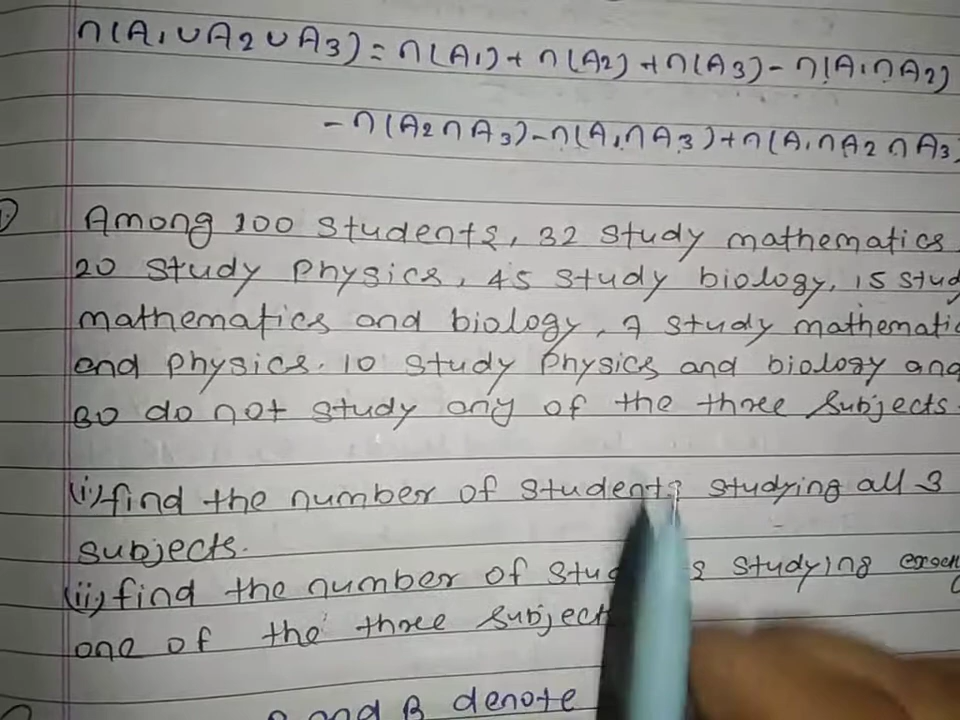 n(A₁∪A₂∪A₃) = n(A₁) + n(A₂) + n(A₃) - n(A₁∩A₂)
- n(A₂∩A₃) - n(A₁∩A₃) + n(A₁∩A₂∩A₃)
Among 100 students, 32 study mathematics
20 study physics, 45 study biology, 15 stud
mathematics and biology, 7 study mathematic
and physics. 10 study physics and biology and
30 do not study any of the three subjects.
(i) find the number of students studying all 3
subjects.
(ii) find the number of stu s studying
one of the three subject
and B denote